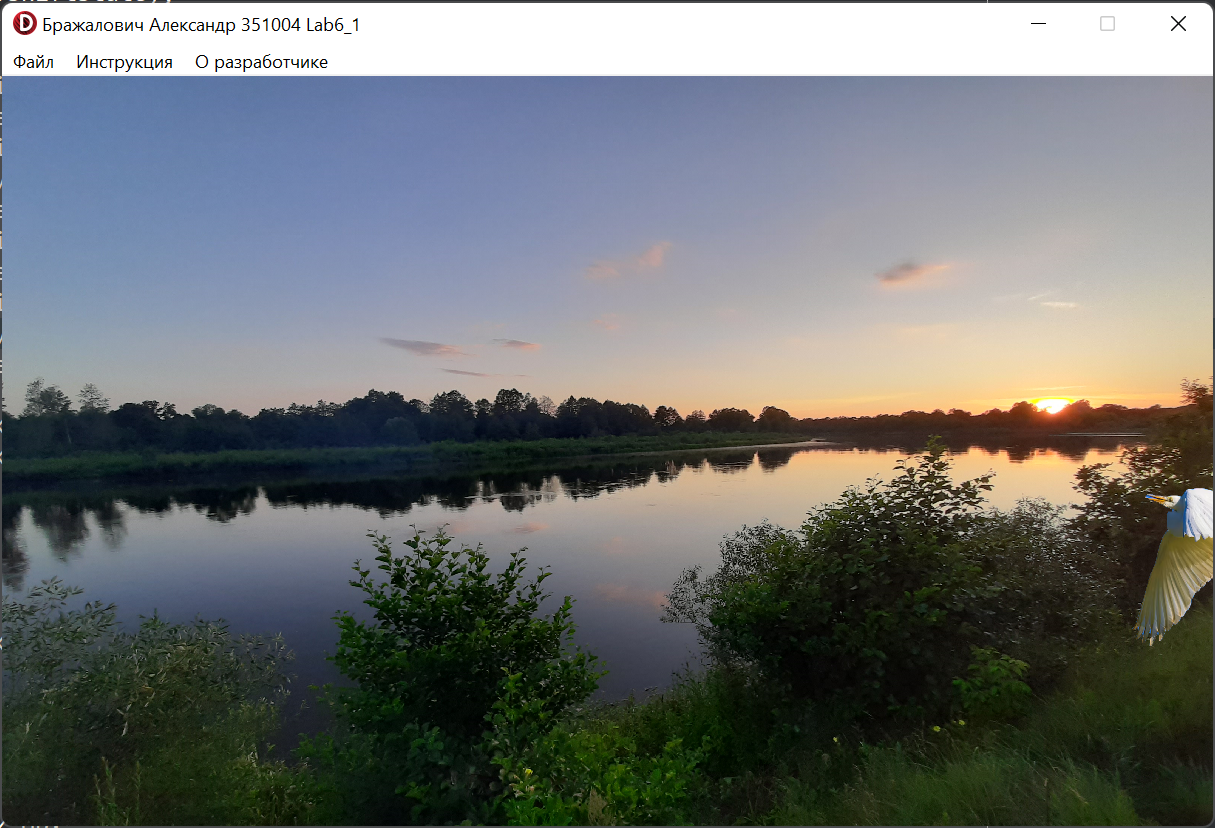 Бражалович Александр 351004 Lab6_1
Файл Инструкция О разработчике